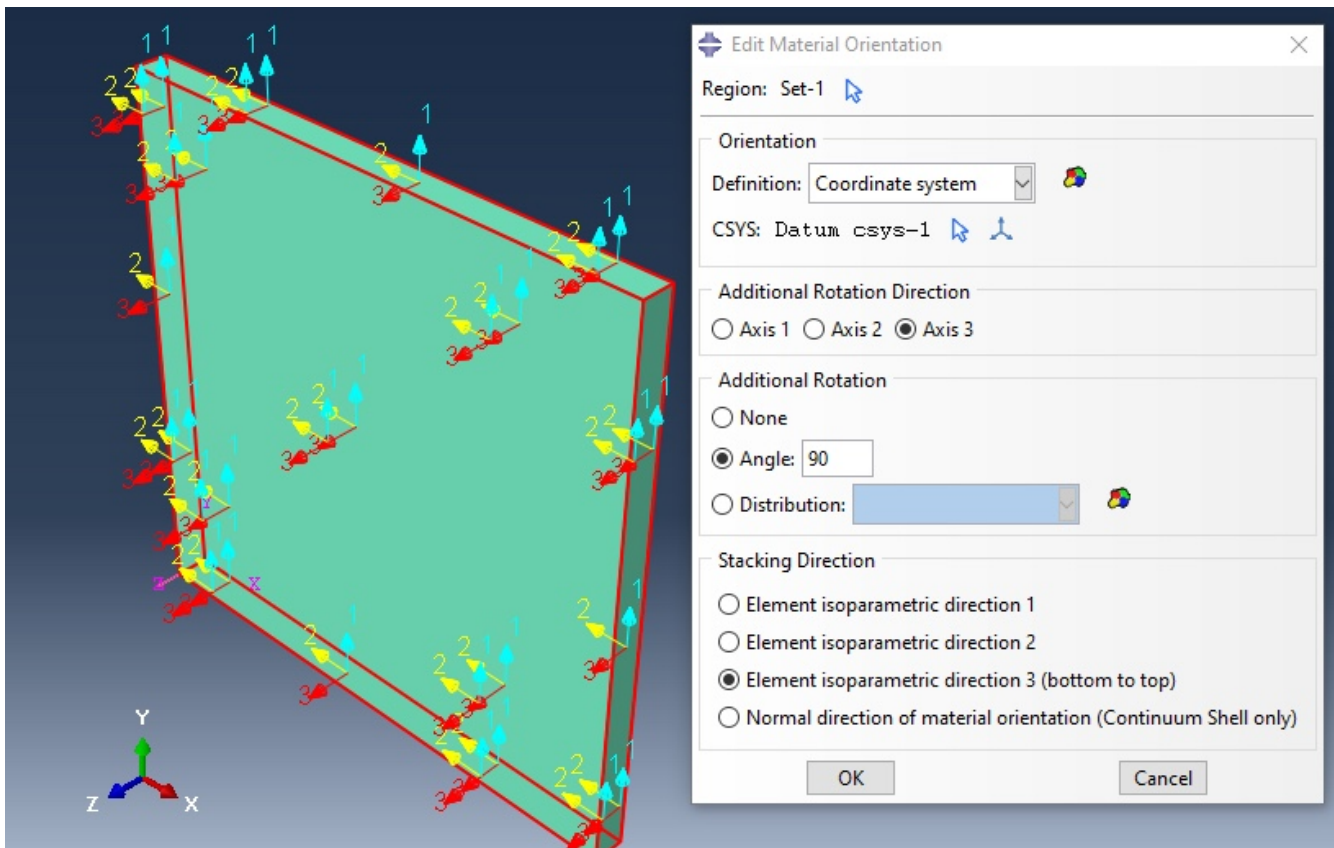 Edit Material Orientation
Region: Set-1
Orientation
Definition: Coordinate system
CSYS: Datum csys-1
Additional Rotation Direction
Axis 1 Axis 2 Axis 3
Additional Rotation
None
Angle: 90
Distribution:
Stacking Direction
Element isoparametric direction 1
Element isoparametric direction 2
Element isoparametric direction 3 (bottom to top)
Normal direction of material orientation (Continuum Shell only)
OK Cancel
Y
Z X
Y
Z X